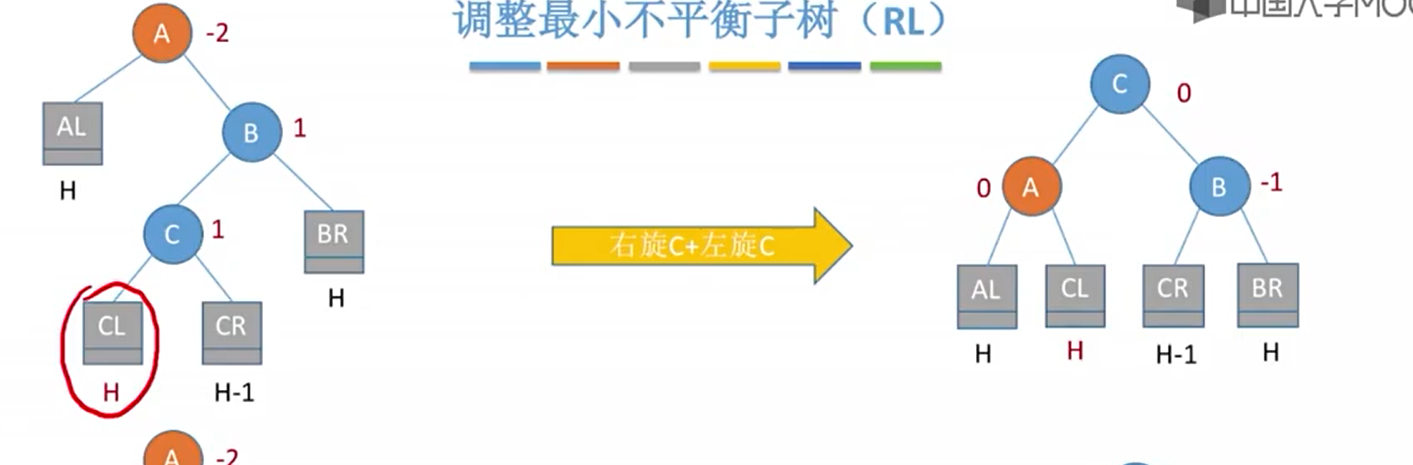 调整最小不平衡子树（RL）
中国大学MOO
A -2
AL
H
B 1
C 1
BR
H
CL
H
CR
H-1
右旋C+左旋C
C 0
0 A
B -1
AL CL CR BR
H H H-1 H
A -2